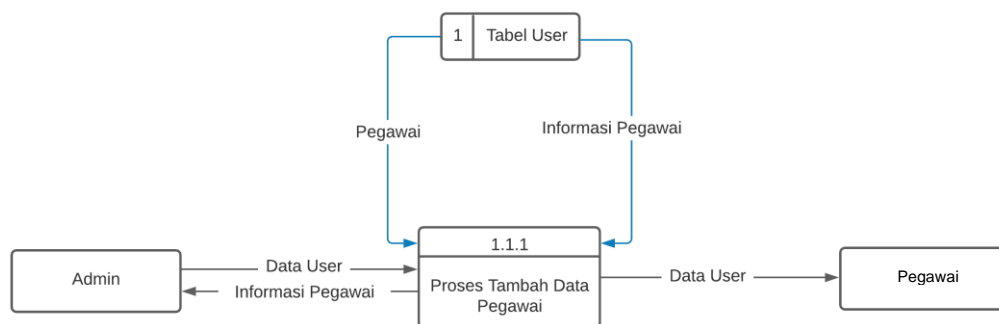 1 Tabel User
Pegawai
Informasi Pegawai
1.1.1
Admin
Data User
Informasi Pegawai
Proses Tambah Data
Pegawai
Data User
Pegawai